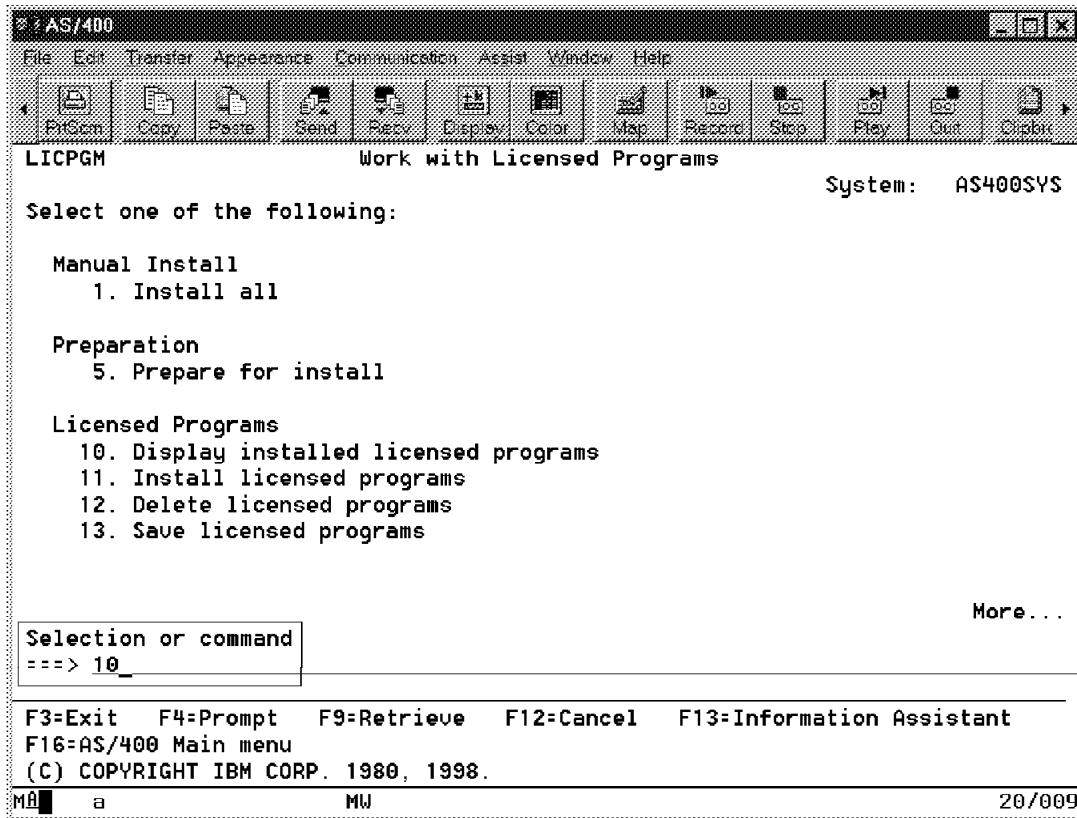 AS/400
File Edit Transfer Appearance Communication Assist Window Help
PrtScrn Copy Paste Send Recv Display Color Map Record Stop Play Quit Clipbrd
LICPGM Work with Licensed Programs
System: AS400SYS
Select one of the following:
Manual Install
1. Install all
Preparation
5. Prepare for install
Licensed Programs
10. Display installed licensed programs
11. Install licensed programs
12. Delete licensed programs
13. Save licensed programs
More...
Selection or command
===> 10_
F3=Exit F4=Prompt F9=Retrieve F12=Cancel F13=Information Assistant
F16=AS/400 Main menu
(C) COPYRIGHT IBM CORP. 1980, 1998.
MA a MW 20/009